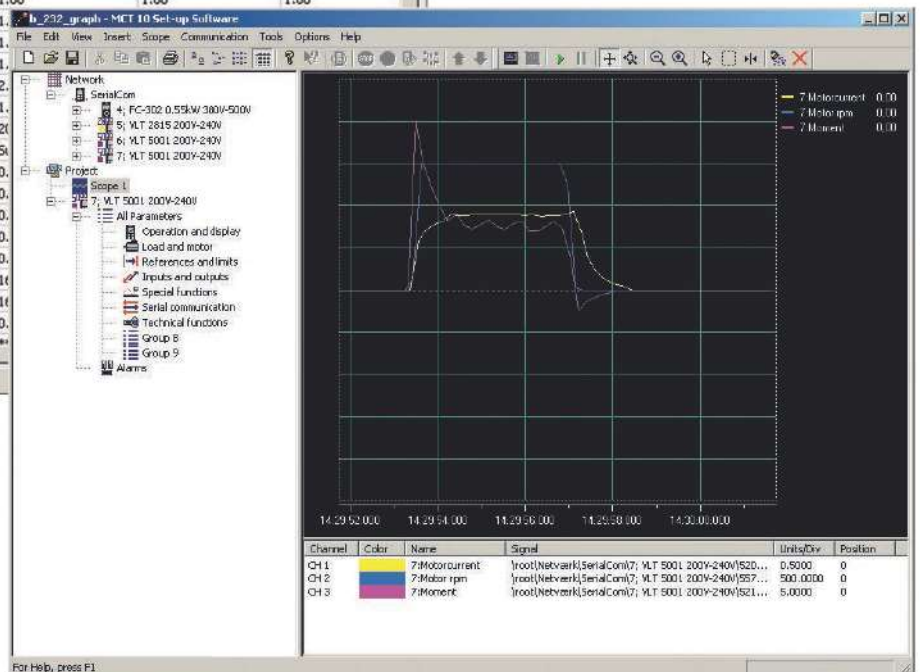 1.00 1.00 1.00
b_232_graph - MCT 10 Set-up Software
File Edit View Insert Scope Communication Tools Options Help
Network
SerialCom
4; FC-302 0.55kW 380V-500V
5; VLT 2815 200V-240V
6; VLT 5001 200V-240V
7; VLT 5001 200V-240V
Project
Scope 1
7; VLT 5001 200V-240V
All Parameters
Operation and display
Load and motor
References and limits
Inputs and outputs
Special functions
Serial communication
Technical functions
Group 8
Group 9
Alarms
7 Motorcurrent 0,00
7 Motor rpm 0,00
7 Moment 0,00
14:29:52.000 14:29:54.000 14:29:56.000 14:29:58.000 14:30:00.000
Channel Color Name Signal Units/Div Position
CH 1 7:Motorcurrent \root\Netværk\SerialCom\7; VLT 5001 200V-240V\520... 0.5000 0
CH 2 7:Motor rpm \root\Netværk\SerialCom\7; VLT 5001 200V-240V\557... 500.0000 0
CH 3 7:Moment \root\Netværk\SerialCom\7; VLT 5001 200V-240V\521... 5.0000 0
For Help, press F1